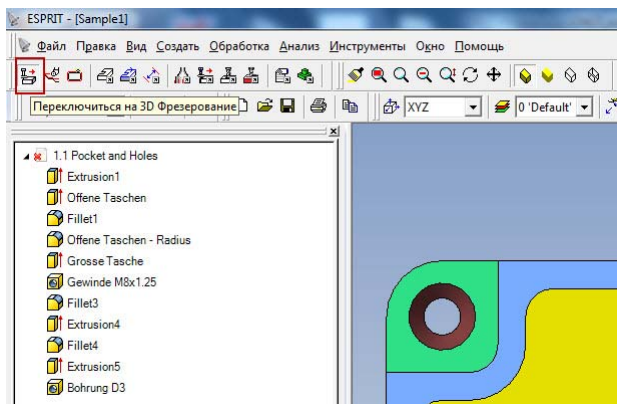 ESPRIT - [Sample1]
Файл Правка Вид Создать Обработка Анализ Инструменты Окно Помощь
Переключиться на 3D Фрезерование
XYZ
0 'Default'
1.1 Pocket and Holes
Extrusion1
Offene Taschen
Fillet1
Offene Taschen - Radius
Grosse Tasche
Gewinde M8x1.25
Fillet3
Extrusion4
Fillet4
Extrusion5
Bohrung D3